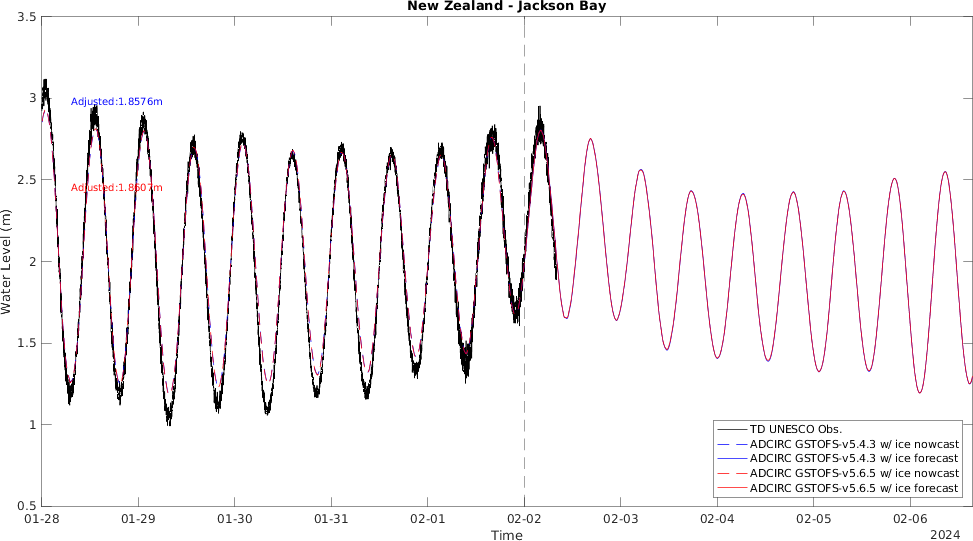 New Zealand - Jackson Bay
3.5
3
2.5
2
1.5
1
0.5
Water Level (m)
Adjusted:1.8576m
Adjusted:1.8607m
TD UNESCO Obs.
ADCIRC GSTOFS-v5.4.3 w/ ice nowcast
ADCIRC GSTOFS-v5.4.3 w/ ice forecast
ADCIRC GSTOFS-v5.6.5 w/ ice nowcast
ADCIRC GSTOFS-v5.6.5 w/ ice forecast
01-28 01-29 01-30 01-31 02-01 02-02 02-03 02-04 02-05 02-06
Time
2024